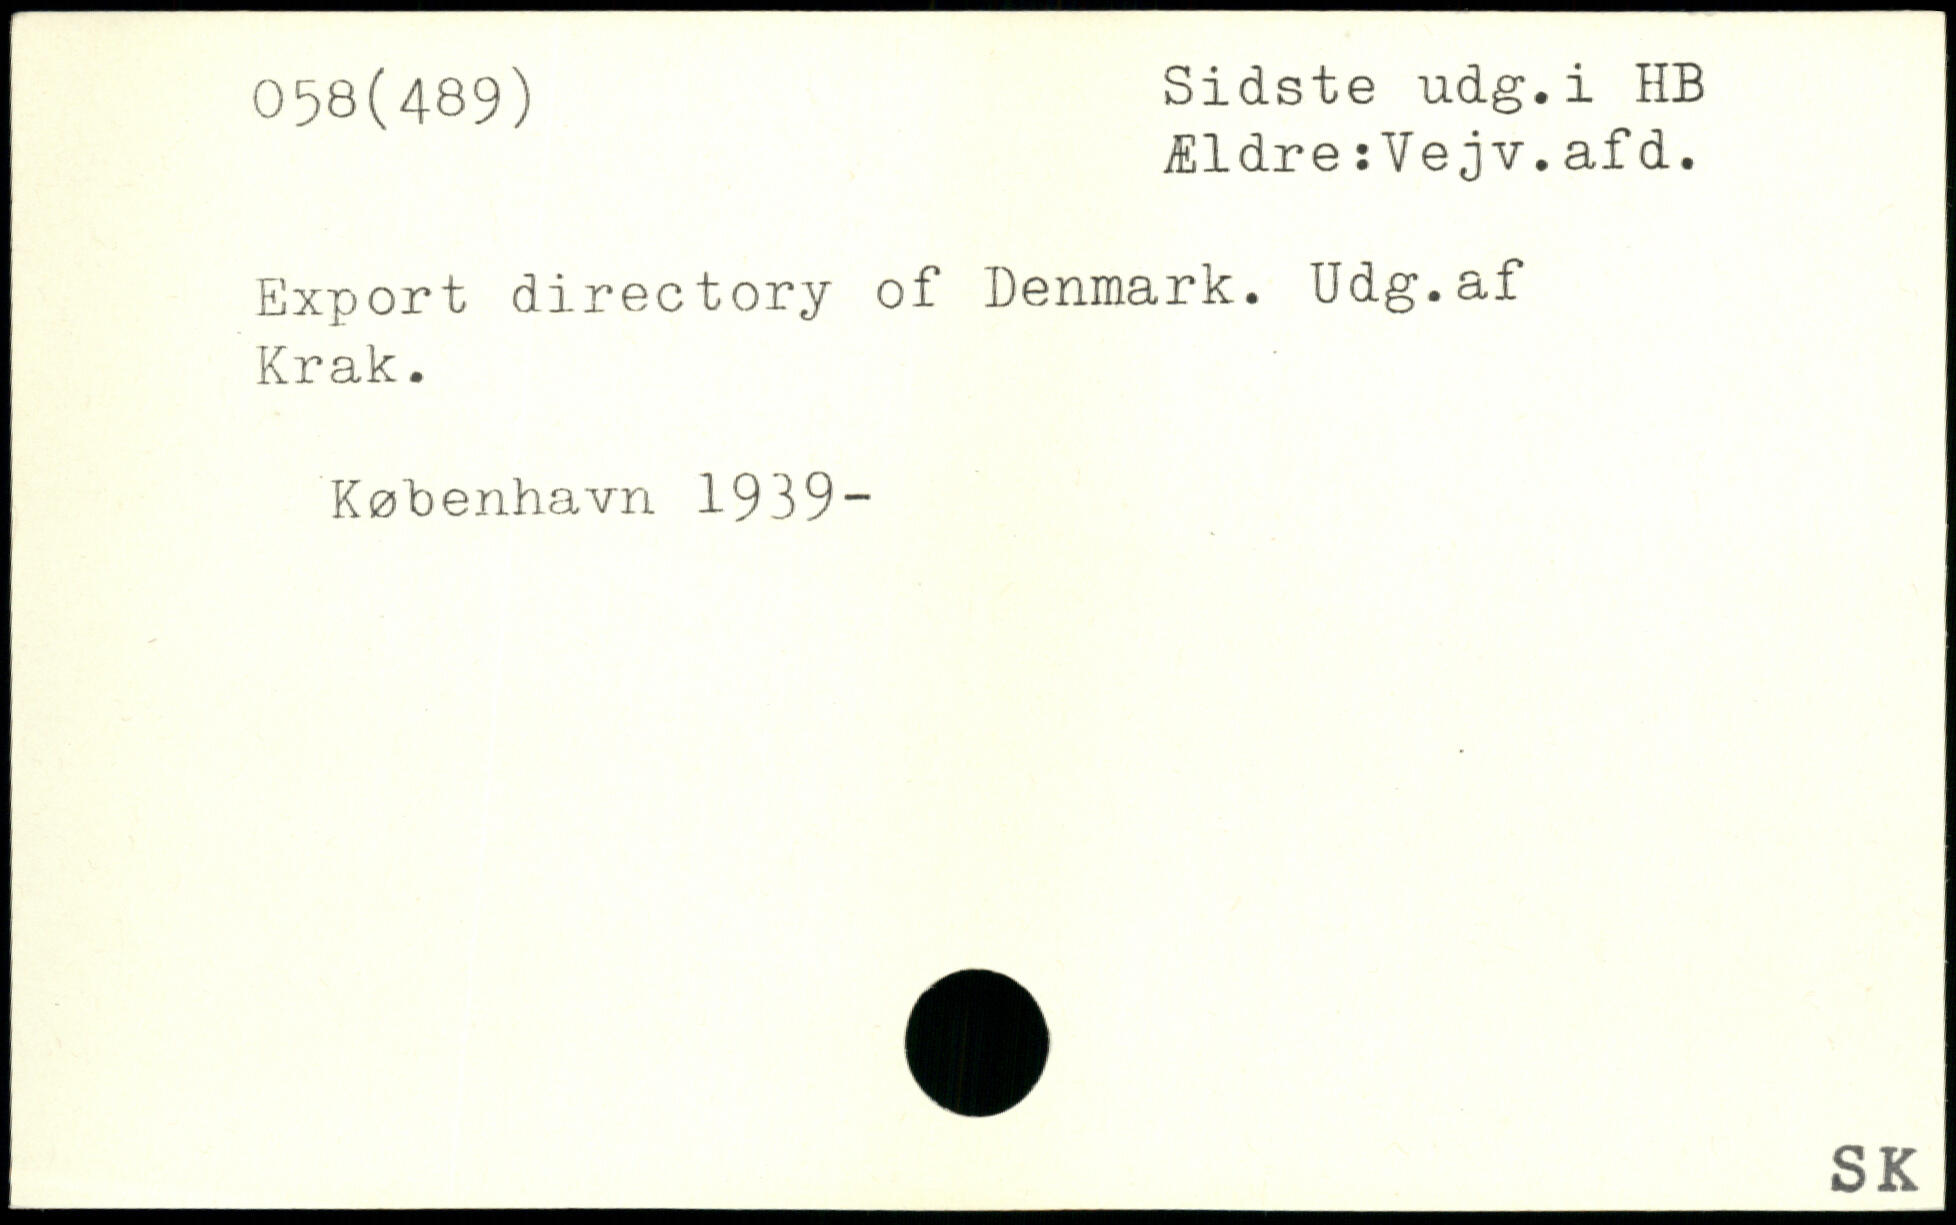 058(489)
Sidste udg.i HB
Ældre:Vejv.afd.
Export directory of Denmark. Udg.af
Krak.
København 1939-
SK